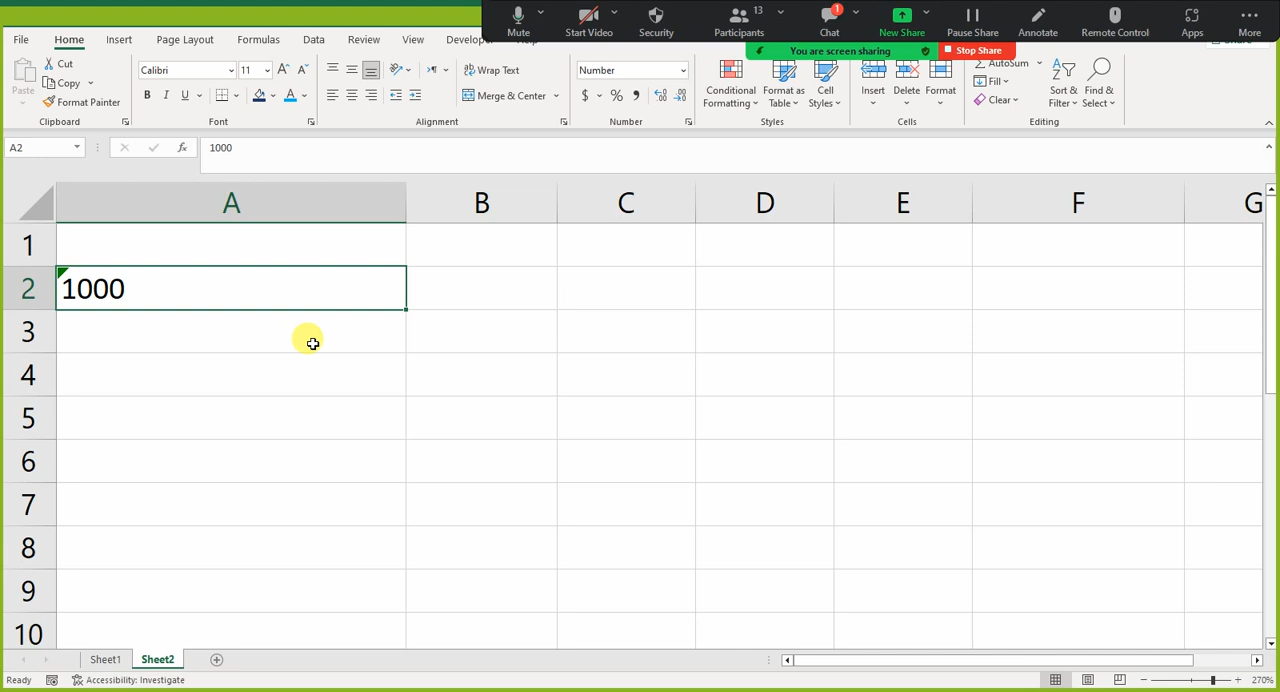 13
1
Mute
Start Video
Security
Participants
Chat
New Share
Pause Share
Annotate
Remote Control
Apps
More
You are screen sharing
Stop Share
File
Home
Insert
Page Layout
Formulas
Data
Review
View
Developer
Paste
Cut
Copy
Format Painter
Clipboard
Calibri
11
B
I
U
Font
Wrap Text
Merge & Center
Alignment
Number
$ % ,
Number
Conditional
Formatting
Format as
Table
Cell
Styles
Styles
Insert
Delete
Format
Cells
AutoSum
Fill
Clear
Sort &
Filter
Find &
Select
Editing
A2
fx
1000
A B C D E F G
1
2 1000
3
4
5
6
7
8
9
10
Sheet1
Sheet2
Ready
Accessibility: Investigate
270%